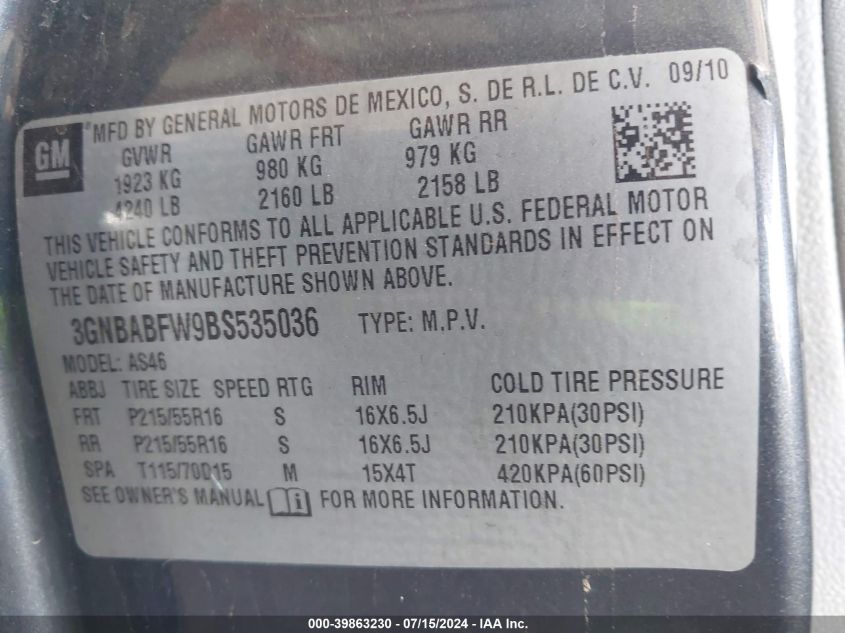 GM
*MFD BY GENERAL MOTORS DE MEXICO, S. DE R.L. DE C.V. 09/10
GVWR GAWR FRT GAWR RR
1923 KG 980 KG 979 KG
4240 LB 2160 LB 2158 LB
THIS VEHICLE CONFORMS TO ALL APPLICABLE U.S. FEDERAL MOTOR
VEHICLE SAFETY AND THEFT PREVENTION STANDARDS IN EFFECT ON
THE DATE OF MANUFACTURE SHOWN ABOVE.
3GNBABFW9BS535036 TYPE: M.P.V.
MODEL: AS46
ABBJ TIRE SIZE SPEED RTG RIM COLD TIRE PRESSURE
FRT P215/55R16 S 16X6.5J 210KPA(30PSI)
RR P215/55R16 S 16X6.5J 210KPA(30PSI)
SPA T115/70D15 M 15X4T 420KPA(60PSI)
SEE OWNER'S MANUAL i FOR MORE INFORMATION.
000-39863230 - 07/15/2024 - IAA Inc.